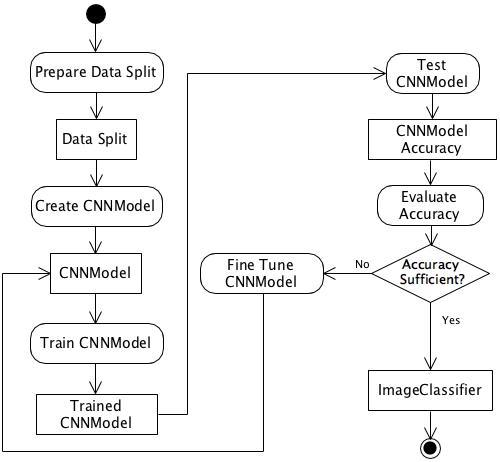 Prepare Data Split
Data Split
Create CNNModel
CNNModel
Train CNNModel
Trained
CNNModel
Test
CNNModel
CNNModel
Accuracy
Evaluate
Accuracy
Accuracy
Sufficient?
No
Fine Tune
CNNModel
Yes
ImageClassifier